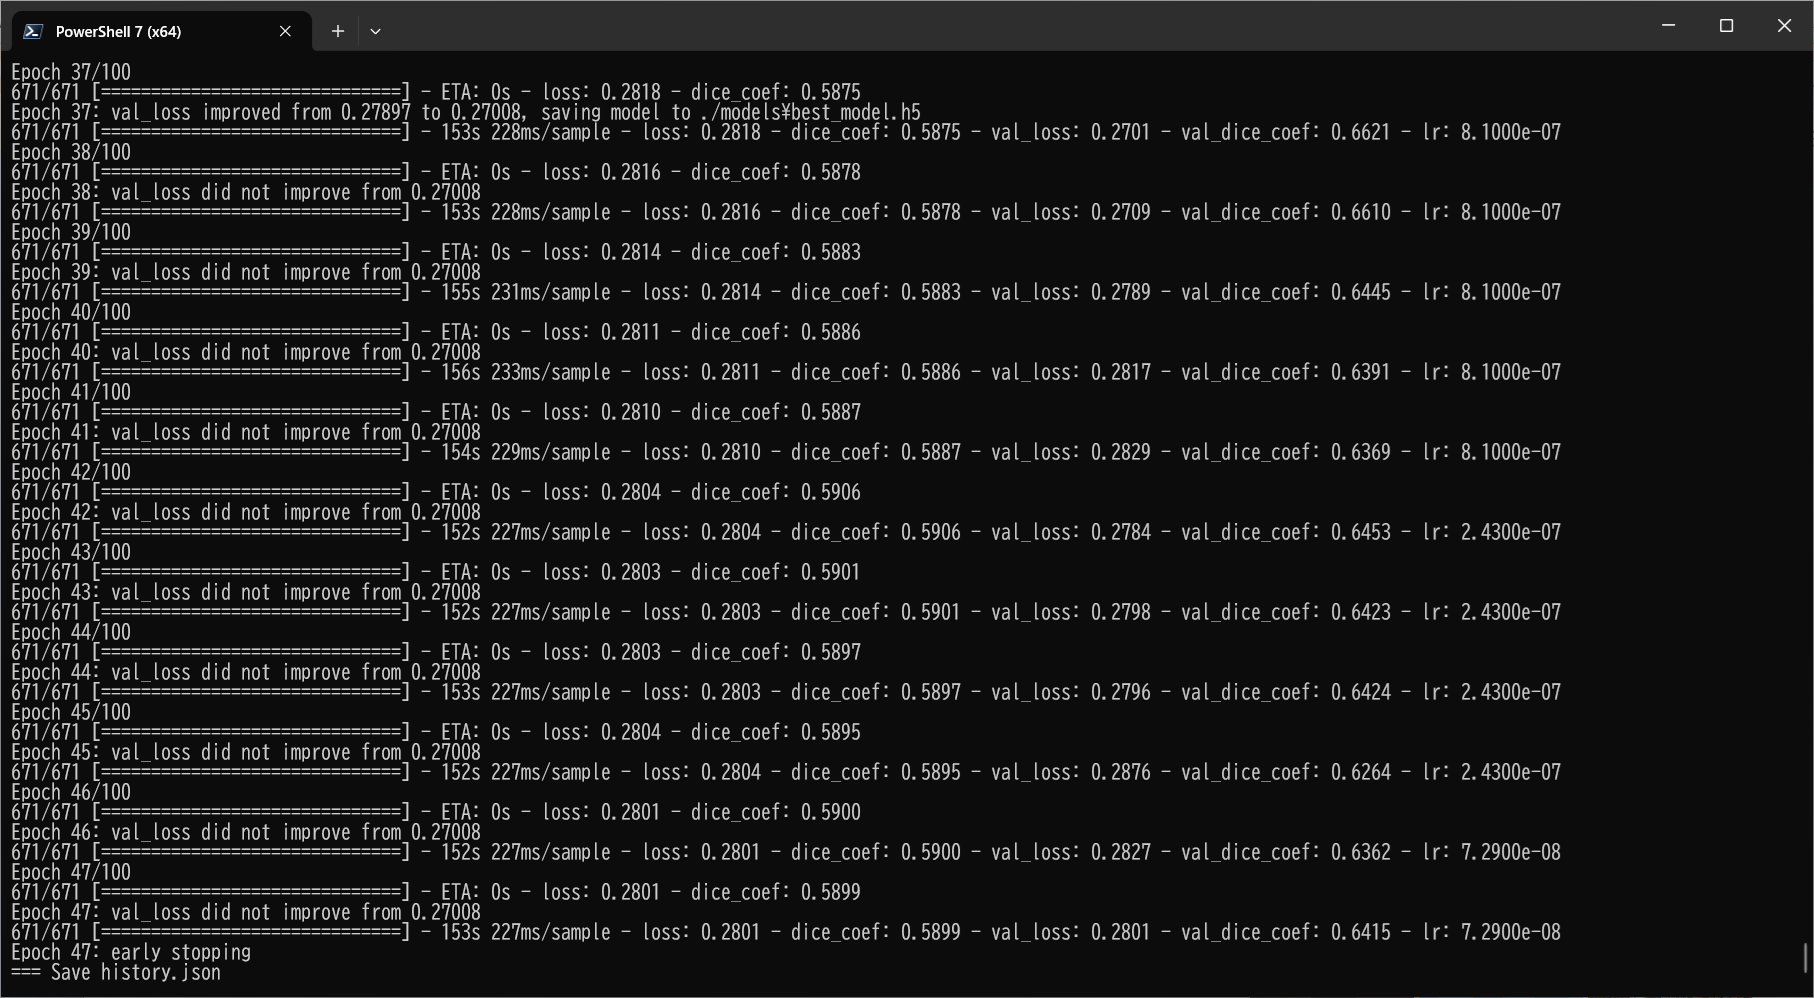 PowerShell 7 (x64)
Epoch 37/100
671/671 [==============================] - ETA: 0s - loss: 0.2818 - dice_coef: 0.5875
Epoch 37: val_loss improved from 0.27897 to 0.27008, saving model to ./models¥best_model.h5
671/671 [==============================] - 153s 228ms/sample - loss: 0.2818 - dice_coef: 0.5875 - val_loss: 0.2701 - val_dice_coef: 0.6621 - lr: 8.1000e-07
Epoch 38/100
671/671 [==============================] - ETA: 0s - loss: 0.2816 - dice_coef: 0.5878
Epoch 38: val_loss did not improve from 0.27008
671/671 [==============================] - 153s 228ms/sample - loss: 0.2816 - dice_coef: 0.5878 - val_loss: 0.2709 - val_dice_coef: 0.6610 - lr: 8.1000e-07
Epoch 39/100
671/671 [==============================] - ETA: 0s - loss: 0.2814 - dice_coef: 0.5883
Epoch 39: val_loss did not improve from 0.27008
671/671 [==============================] - 155s 231ms/sample - loss: 0.2814 - dice_coef: 0.5883 - val_loss: 0.2789 - val_dice_coef: 0.6445 - lr: 8.1000e-07
Epoch 40/100
671/671 [==============================] - ETA: 0s - loss: 0.2811 - dice_coef: 0.5886
Epoch 40: val_loss did not improve from 0.27008
671/671 [==============================] - 156s 233ms/sample - loss: 0.2811 - dice_coef: 0.5886 - val_loss: 0.2817 - val_dice_coef: 0.6391 - lr: 8.1000e-07
Epoch 41/100
671/671 [==============================] - ETA: 0s - loss: 0.2810 - dice_coef: 0.5887
Epoch 41: val_loss did not improve from 0.27008
671/671 [==============================] - 154s 229ms/sample - loss: 0.2810 - dice_coef: 0.5887 - val_loss: 0.2829 - val_dice_coef: 0.6369 - lr: 8.1000e-07
Epoch 42/100
671/671 [==============================] - ETA: 0s - loss: 0.2804 - dice_coef: 0.5906
Epoch 42: val_loss did not improve from 0.27008
671/671 [==============================] - 152s 227ms/sample - loss: 0.2804 - dice_coef: 0.5906 - val_loss: 0.2784 - val_dice_coef: 0.6453 - lr: 2.4300e-07
Epoch 43/100
671/671 [==============================] - ETA: 0s - loss: 0.2803 - dice_coef: 0.5901
Epoch 43: val_loss did not improve from 0.27008
671/671 [==============================] - 152s 227ms/sample - loss: 0.2803 - dice_coef: 0.5901 - val_loss: 0.2798 - val_dice_coef: 0.6423 - lr: 2.4300e-07
Epoch 44/100
671/671 [==============================] - ETA: 0s - loss: 0.2803 - dice_coef: 0.5897
Epoch 44: val_loss did not improve from 0.27008
671/671 [==============================] - 153s 227ms/sample - loss: 0.2803 - dice_coef: 0.5897 - val_loss: 0.2796 - val_dice_coef: 0.6424 - lr: 2.4300e-07
Epoch 45/100
671/671 [==============================] - ETA: 0s - loss: 0.2804 - dice_coef: 0.5895
Epoch 45: val_loss did not improve from 0.27008
671/671 [==============================] - 152s 227ms/sample - loss: 0.2804 - dice_coef: 0.5895 - val_loss: 0.2876 - val_dice_coef: 0.6264 - lr: 2.4300e-07
Epoch 46/100
671/671 [==============================] - ETA: 0s - loss: 0.2801 - dice_coef: 0.5900
Epoch 46: val_loss did not improve from 0.27008
671/671 [==============================] - 152s 227ms/sample - loss: 0.2801 - dice_coef: 0.5900 - val_loss: 0.2827 - val_dice_coef: 0.6362 - lr: 7.2900e-08
Epoch 47/100
671/671 [==============================] - ETA: 0s - loss: 0.2801 - dice_coef: 0.5899
Epoch 47: val_loss did not improve from 0.27008
671/671 [==============================] - 153s 227ms/sample - loss: 0.2801 - dice_coef: 0.5899 - val_loss: 0.2801 - val_dice_coef: 0.6415 - lr: 7.2900e-08
Epoch 47: early stopping
=== Save history.json